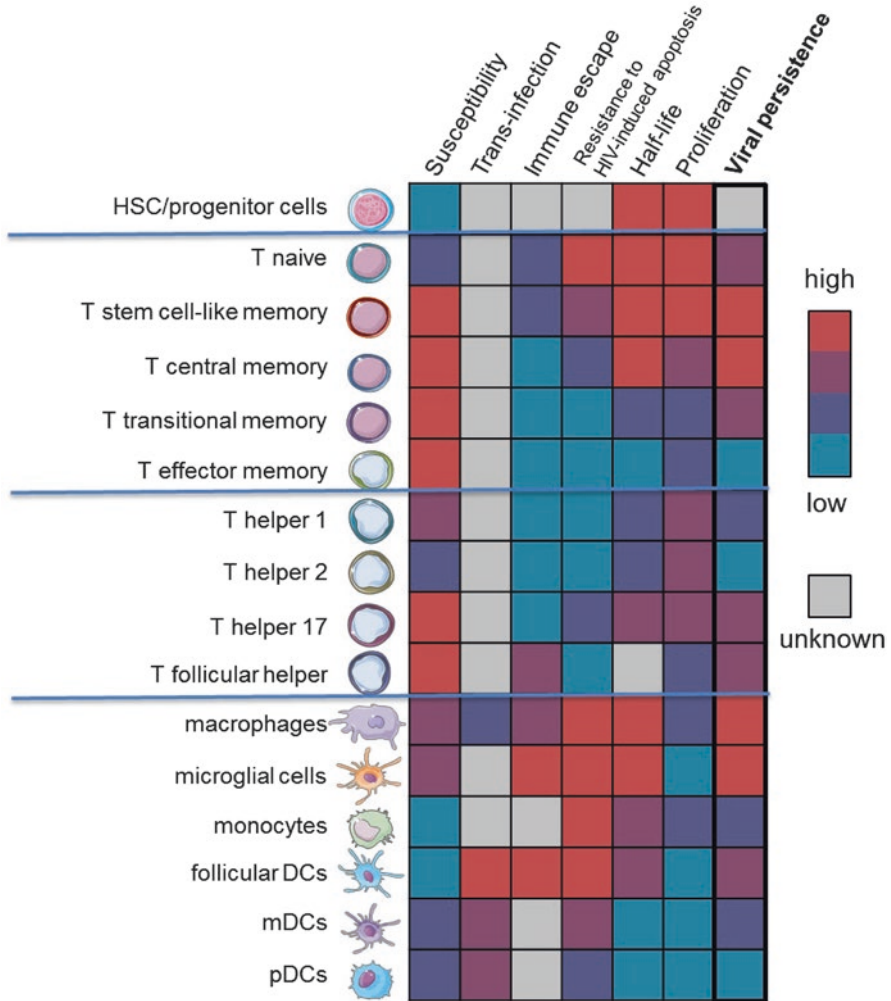 Susceptibility
Trans-infection
Immune escape
Resistance to
HIV-induced apoptosis
Half-life
Proliferation
Viral persistence
HSC/progenitor cells
T naive
T stem cell-like memory
T central memory
T transitional memory
T effector memory
T helper 1
T helper 2
T helper 17
T follicular helper
macrophages
microglial cells
monocytes
follicular DCs
mDCs
pDCs
high
low
unknown